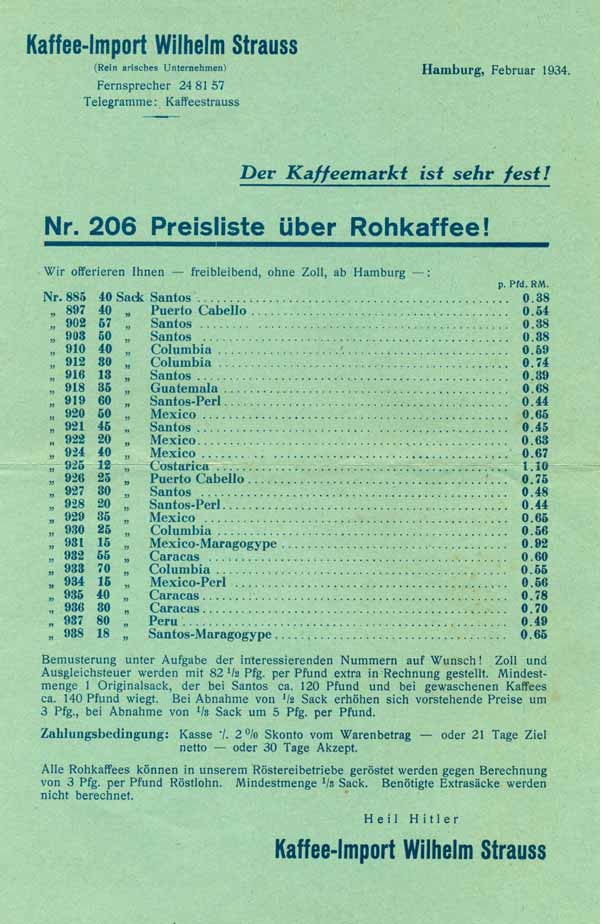 Kaffee-Import Wilhelm Strauss
(Rein arisches Unternehmen)
Fernsprecher 24 81 57
Telegramme: Kaffeestrauss
Hamburg, Februar 1934.
Der Kaffeemarkt ist sehr fest!
Nr. 206 Preisliste über Rohkaffee!
Wir offerieren Ihnen — freibleibend, ohne Zoll, ab Hamburg —:
p. Pfd. RM.
Nr. 885 40 Sack Santos 0.38
„ 897 40 „ Puerto Cabello 0.54
„ 902 57 „ Santos 0.38
„ 903 50 „ Santos 0.38
„ 910 40 „ Columbia 0.59
„ 912 30 „ Columbia 0.74
„ 916 13 „ Santos 0.39
„ 918 35 „ Guatemala 0.68
„ 919 60 „ Santos-Perl 0.44
„ 920 50 „ Mexico 0.65
„ 921 45 „ Santos 0.45
„ 922 20 „ Mexico 0.63
„ 924 40 „ Mexico 0.67
„ 925 12 „ Costarica 1.10
„ 926 25 „ Puerto Cabello 0.75
„ 927 30 „ Santos 0.48
„ 928 20 „ Santos-Perl 0.44
„ 929 35 „ Mexico 0.65
„ 930 25 „ Columbia 0.56
„ 931 15 „ Mexico-Maragogype 0.92
„ 932 55 „ Caracas 0.60
„ 933 70 „ Columbia 0.55
„ 934 15 „ Mexico-Perl 0.56
„ 935 40 „ Caracas 0.78
„ 936 30 „ Caracas 0.70
„ 937 80 „ Peru 0.49
„ 938 18 „ Santos-Maragogype 0.65
Bemusterung unter Aufgabe der interessierenden Nummern auf Wunsch! Zoll und
Ausgleichsteuer werden mit 82 1/2 Pfg. per Pfund extra in Rechnung gestellt. Mindest-
menge 1 Originalsack, der bei Santos ca. 120 Pfund und bei gewaschenen Kaffees
ca. 140 Pfund wiegt. Bei Abnahme von 1/2 Sack erhöhen sich vorstehende Preise um
3 Pfg., bei Abnahme von 1/8 Sack um 5 Pfg. per Pfund.
Zahlungsbedingung: Kasse ·/. 2% Skonto vom Warenbetrag — oder 21 Tage Ziel
netto — oder 30 Tage Akzept.
Alle Rohkaffees können in unserem Röstereibetriebe geröstet werden gegen Berechnung
von 3 Pfg. per Pfund Röstlohn. Mindestmenge 1/8 Sack. Benötigte Extrasäcke werden
nicht berechnet.
Heil Hitler
Kaffee-Import Wilhelm Strauss